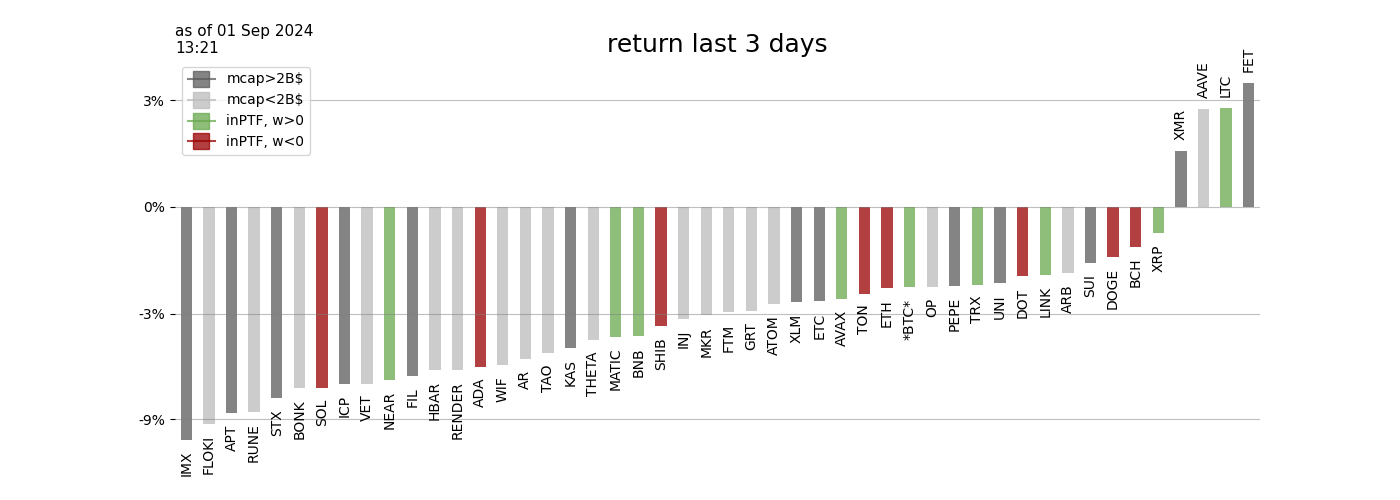 as of 01 Sep 2024
13:21
return last 3 days
mcap>2B$
mcap<2B$
inPTF, w>0
inPTF, w<0
3%
0%
-3%
-9%
IMX
FLOKI
APT
RUNE
STX
BONK
SOL
ICP
VET
NEAR
FIL
HBAR
RENDER
ADA
WIF
AR
TAO
KAS
THETA
MATIC
BNB
SHIB
INJ
MKR
FTM
GRT
ATOM
XLM
ETC
AVAX
TON
ETH
*BTC*
OP
PEPE
TRX
UNI
DOT
LINK
ARB
SUI
DOGE
BCH
XRP
XMR
AAVE
LTC
FET